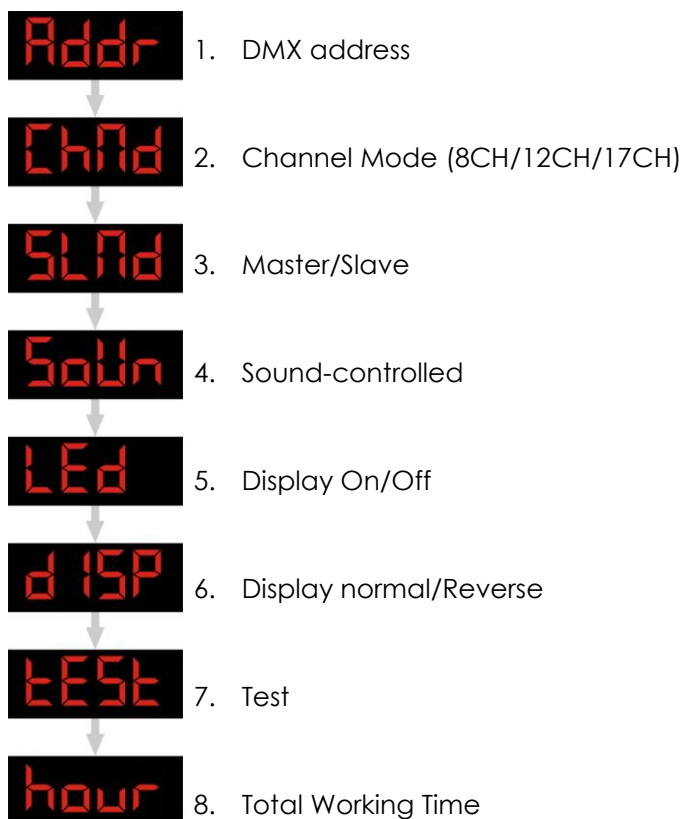 Addr 1. DMX address
ChMd 2. Channel Mode (8CH/12CH/17CH)
SLMd 3. Master/Slave
SoUn 4. Sound-controlled
LEd 5. Display On/Off
dISP 6. Display normal/Reverse
tESt 7. Test
hour 8. Total Working Time